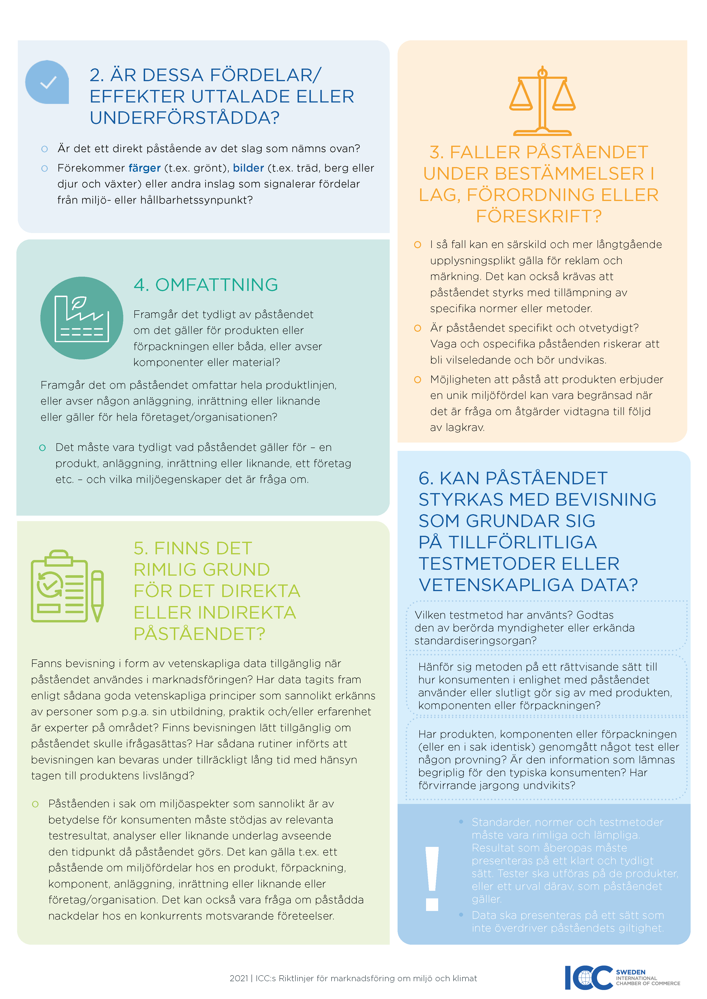 2. ÄR DESSA FÖRDELAR/
EFFEKTER UTTALADE ELLER
UNDERFÖRSTÅDDA?
o Är det ett direkt påstående av det slag som nämns ovan?
o Förekommer färger (t.ex. grönt), bilder (t.ex. träd, berg eller
djur och växter) eller andra inslag som signalerar fördelar
från miljö- eller hållbarhetssynpunkt?
3. FALLER PÅSTÅENDET
UNDER BESTÄMMELSER I
LAG, FÖRORDNING ELLER
FÖRESKRIFT?
o I så fall kan en särskild och mer långtgående
upplysningsplikt gälla för reklam och
märkning. Det kan också krävas att
påståendet styrks med tillämpning av
specifika normer eller metoder.
o Är påståendet specifikt och otvetydigt?
Vaga och ospecifika påståenden riskerar att
bli vilseledande och bör undvikas.
o Möjligheten att påstå att produkten erbjuder
en unik miljöfördel kan vara begränsad när
det är fråga om åtgärder vidtagna till följd
av lagkrav.
4. OMFATTNING
Framgår det tydligt av påståendet
om det gäller för produkten eller
förpackningen eller båda, eller avser
komponenter eller material?
Framgår det om påståendet omfattar hela produktlinjen,
eller avser någon anläggning, inrättning eller liknande
eller gäller för hela företaget/organisationen?
o Det måste vara tydligt vad påståendet gäller för – en
produkt, anläggning, inrättning eller liknande, ett företag
etc. – och vilka miljöegenskaper det är fråga om.
5. FINNS DET
RIMLIG GRUND
FÖR DET DIREKTA
ELLER INDIREKTA
PÅSTÅENDET?
Fanns bevisning i form av vetenskapliga data tillgänglig när
påståendet användes i marknadsföringen? Har data tagits fram
enligt sådana goda vetenskapliga principer som sannolikt erkänns
av personer som p.g.a. sin utbildning, praktik och/eller erfarenhet
är experter på området? Finns bevisningen lätt tillgänglig om
påståendet skulle ifrågasättas? Har sådana rutiner införts att
bevisningen kan bevaras under tillräckligt lång tid med hänsyn
tagen till produktens livslängd?
o Påståenden i sak om miljöaspekter som sannolikt är av
betydelse för konsumenten måste stödjas av relevanta
testresultat, analyser eller liknande underlag avseende
den tidpunkt då påståendet görs. Det kan gälla t.ex. ett
påstående om miljöfördelar hos en produkt, förpackning,
komponent, anläggning, inrättning eller liknande eller
företag/organisation. Det kan också vara fråga om påstådda
nackdelar hos en konkurrents motsvarande företeelser.
6. KAN PÅSTÅENDET
STYRKAS MED BEVISNING
SOM GRUNDAR SIG
PÅ TILLFÖRLITLIGA
TESTMETODER ELLER
VETENSKAPLIGA DATA?
Vilken testmetod har använts? Godtas
den av berörda myndigheter eller erkända
standardiseringsorgan?
Hänför sig metoden på ett rättvisande sätt till
hur konsumenten i enlighet med påståendet
använder eller slutligt gör sig av med produkten,
komponenten eller förpackningen?
Har produkten, komponenten eller förpackningen
(eller en i sak identisk) genomgått något test eller
någon provning? Är den information som lämnas
begriplig för den typiska konsumenten? Har
förvirrande jargong undvikits?
!
• Standarder, normer och testmetoder
måste vara rimliga och lämpliga.
Resultat som åberopas måste
presenteras på ett klart och tydligt
sätt. Tester ska utföras på de produkter,
eller ett urval därav, som påståendet
gäller.
• Data ska presenteras på ett sätt som
inte överdriver påståendets giltighet.
2021 | ICC:s Riktlinjer för marknadsföring om miljö och klimat
ICC SWEDEN
INTERNATIONAL
CHAMBER OF COMMERCE